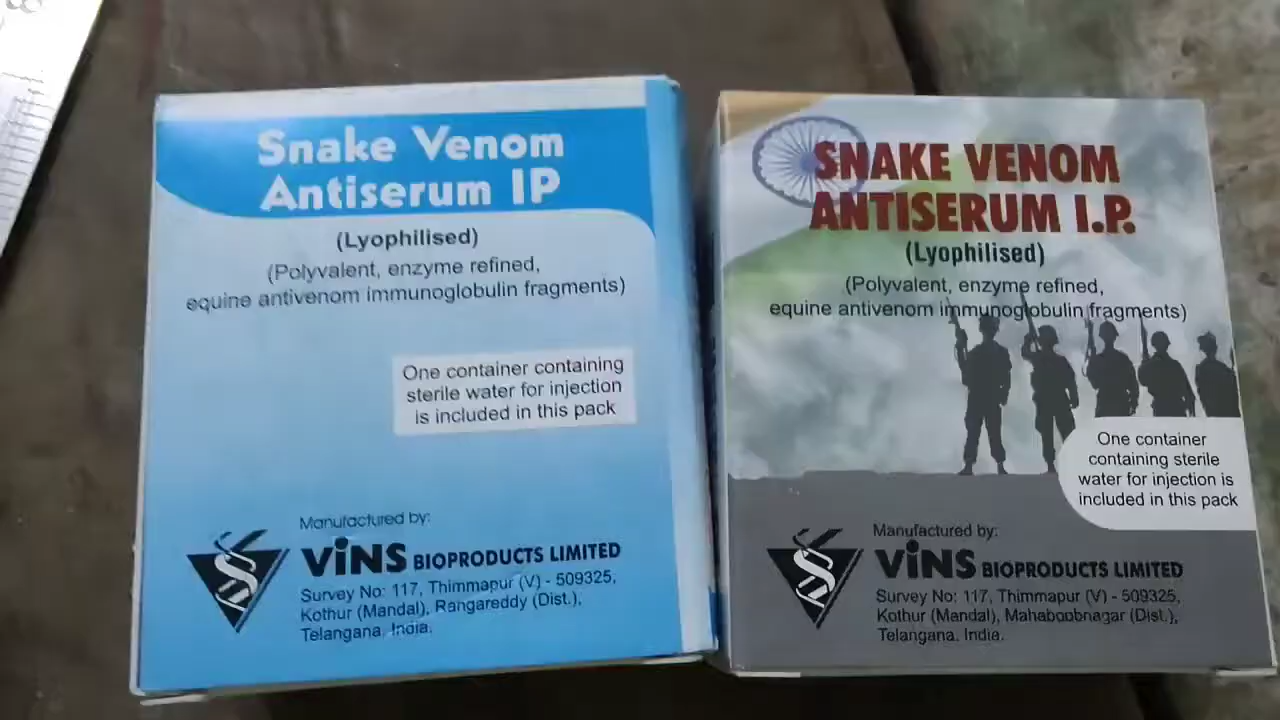 Snake Venom
Antiserum IP
(Lyophilised)
(Polyvalent, enzyme refined,
equine antivenom immunoglobulin fragments)
One container containing
sterile water for injection
is included in this pack
Manufactured by:
ViNS BIOPRODUCTS LIMITED
Survey No: 117, Thimmapur (V) - 509325,
Kothur (Mandal), Rangareddy (Dist.),
Telangana, India.
SNAKE VENOM
ANTISERUM I.P.
(Lyophilised)
(Polyvalent, enzyme refined,
equine antivenom immunoglobulin fragments)
One container
containing sterile
water for injection is
included in this pack
Manufactured by:
ViNS BIOPRODUCTS LIMITED
Survey No: 117, Thimmapur (V) - 509325,
Kothur (Mandal), Mahaboobnagar (Dist.),
Telangana, India.